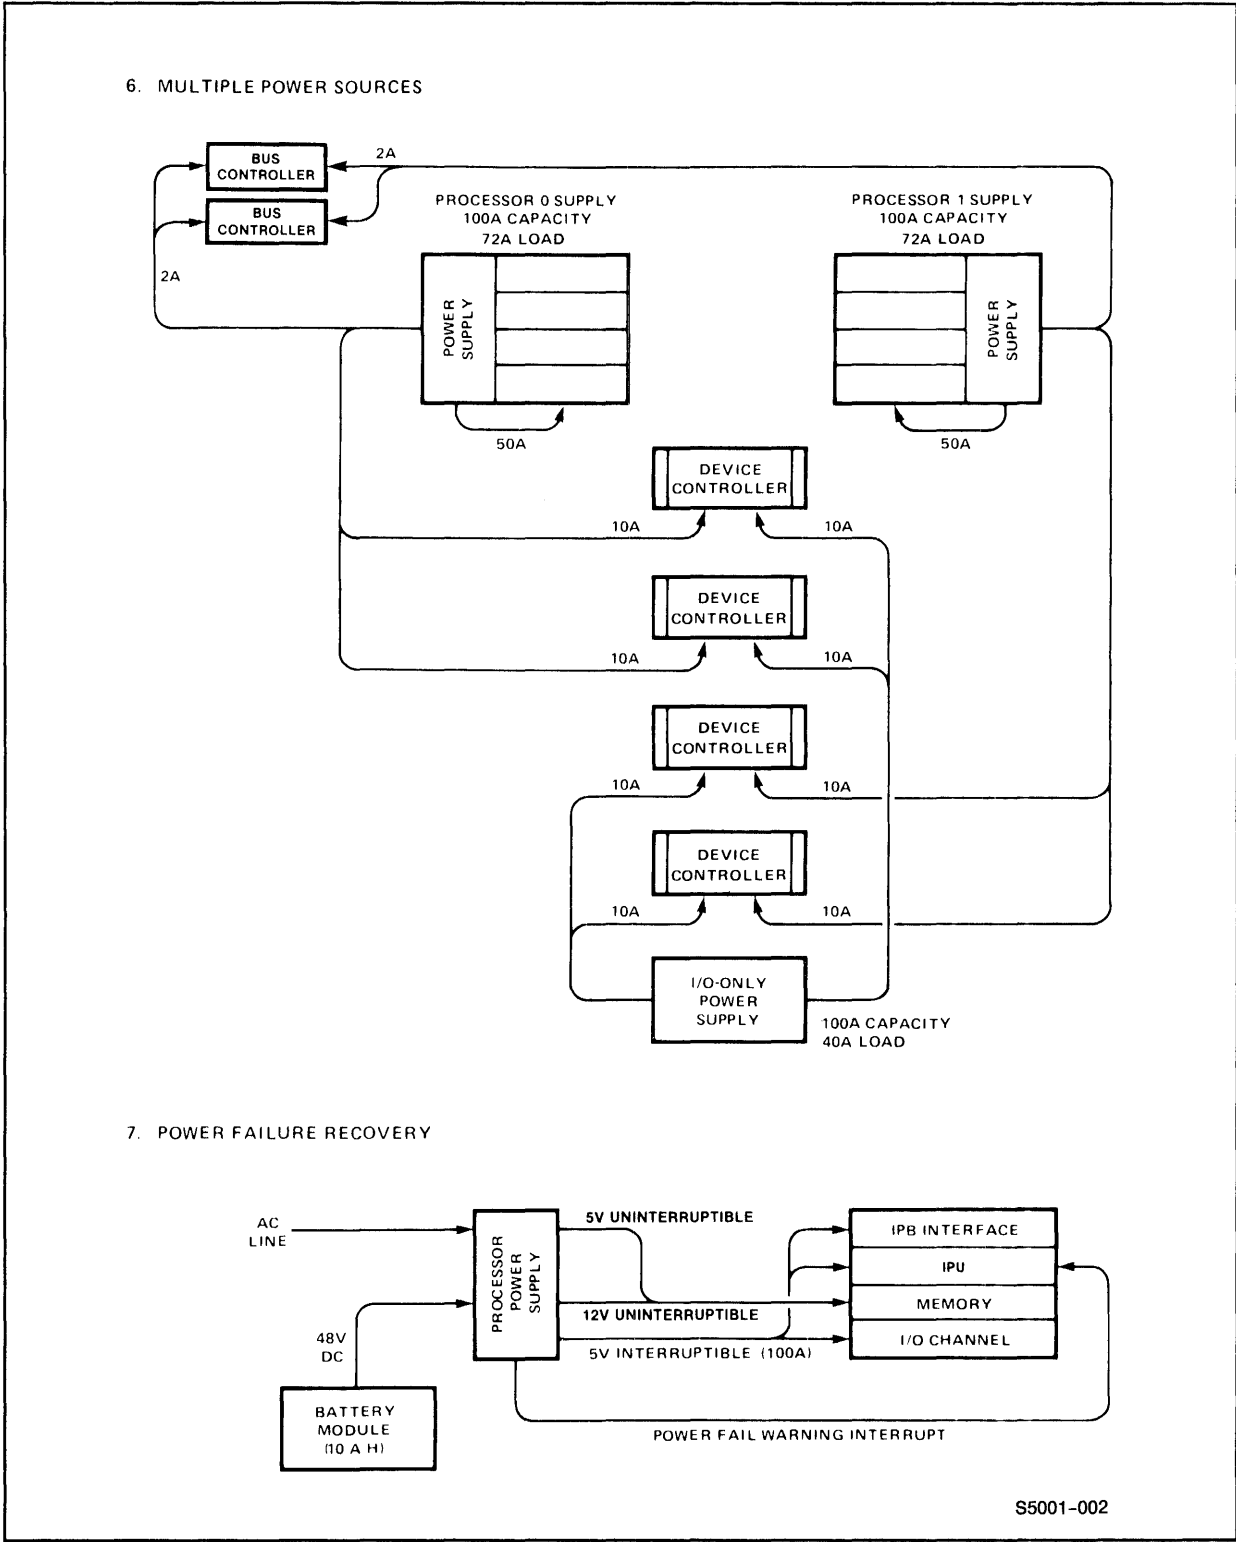 6. MULTIPLE POWER SOURCES
BUS
CONTROLLER
2A
BUS
CONTROLLER
2A
PROCESSOR 0 SUPPLY
100A CAPACITY
72A LOAD
PROCESSOR 1 SUPPLY
100A CAPACITY
72A LOAD
POWER
SUPPLY
POWER
SUPPLY
50A
50A
DEVICE
CONTROLLER
10A
10A
DEVICE
CONTROLLER
10A
10A
DEVICE
CONTROLLER
10A
10A
DEVICE
CONTROLLER
10A
10A
I/O-ONLY
POWER
SUPPLY
100A CAPACITY
40A LOAD
7. POWER FAILURE RECOVERY
AC
LINE
48V
DC
BATTERY
MODULE
(10 A H)
PROCESSOR
POWER
SUPPLY
5V UNINTERRUPTIBLE
12V UNINTERRUPTIBLE
5V INTERRUPTIBLE (100A)
IPB INTERFACE
IPU
MEMORY
I/O CHANNEL
POWER FAIL WARNING INTERRUPT
S5001-002